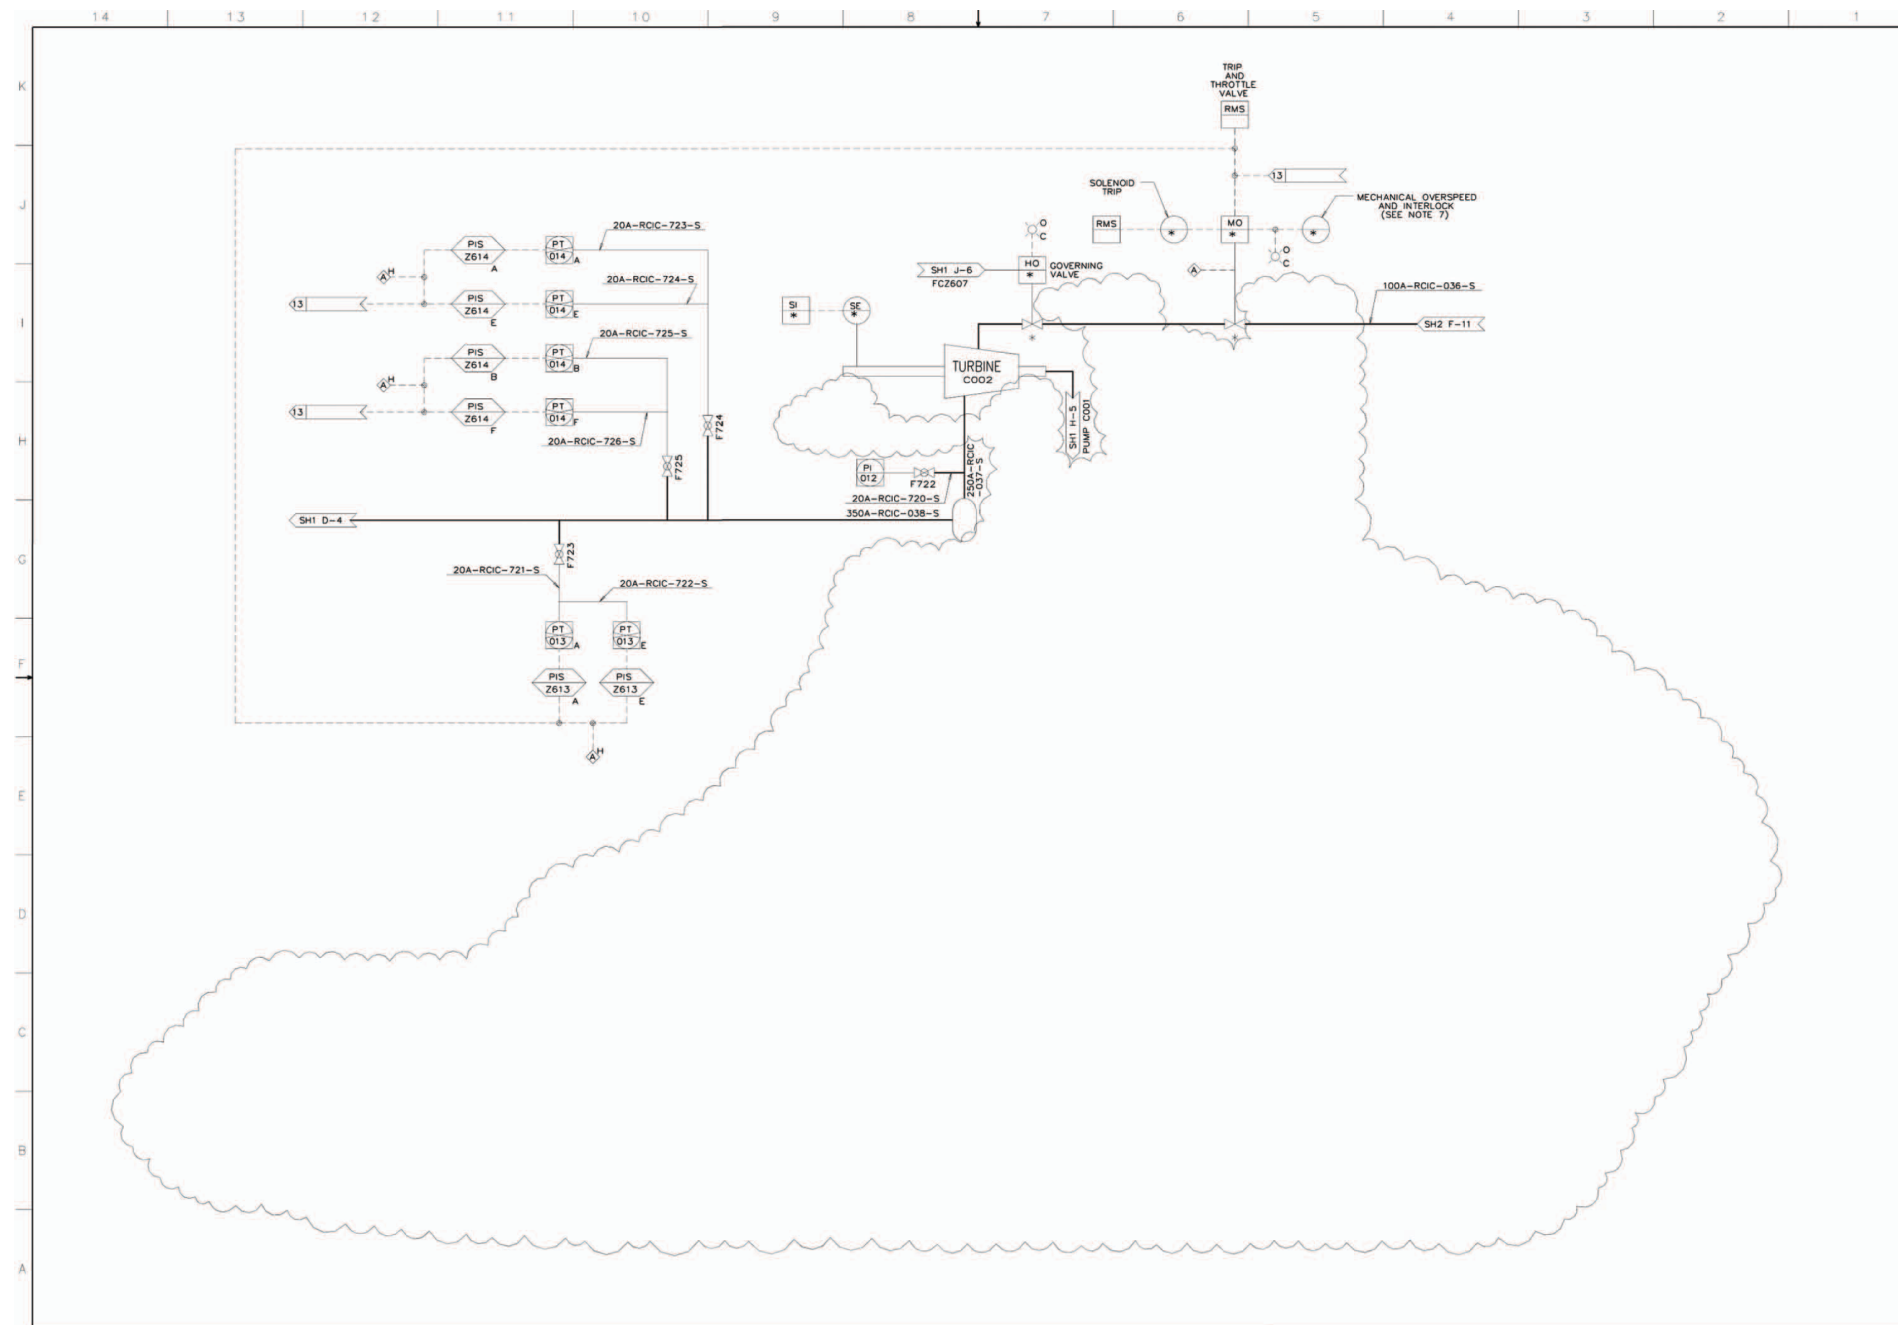 14 13 12 11 10 9 8 7 6 5 4 3 2 1
K
J
I
H
G
F
E
D
C
B
A
TRIP
AND
THROTTLE
VALVE
RMS
13
SOLENOID
TRIP
MECHANICAL OVERSPEED
AND INTERLOCK
(SEE NOTE 7)
RMS
*
MO
*
*
O
C
O
C
SH1 J-6
FCZ607
HO
*
GOVERNING
VALVE
A
100A-RCIC-036-S
SH2 F-11
*
*
SI
*
SE
*
TURBINE
C002
SH1 H-5
PUMP C001
250A-RCIC
-037-S
PI
012
F722
20A-RCIC-720-S
350A-RCIC-038-S
20A-RCIC-723-S
PIS
Z614
A
PT
014
A
A
H
20A-RCIC-724-S
13
PIS
Z614
E
PT
014
E
20A-RCIC-725-S
PIS
Z614
B
PT
014
B
A
H
13
PIS
Z614
F
PT
014
F
20A-RCIC-726-S
F724
F725
SH1 D-4
F723
20A-RCIC-721-S
20A-RCIC-722-S
PT
013
A
PT
013
E
PIS
Z613
A
PIS
Z613
E
A
H